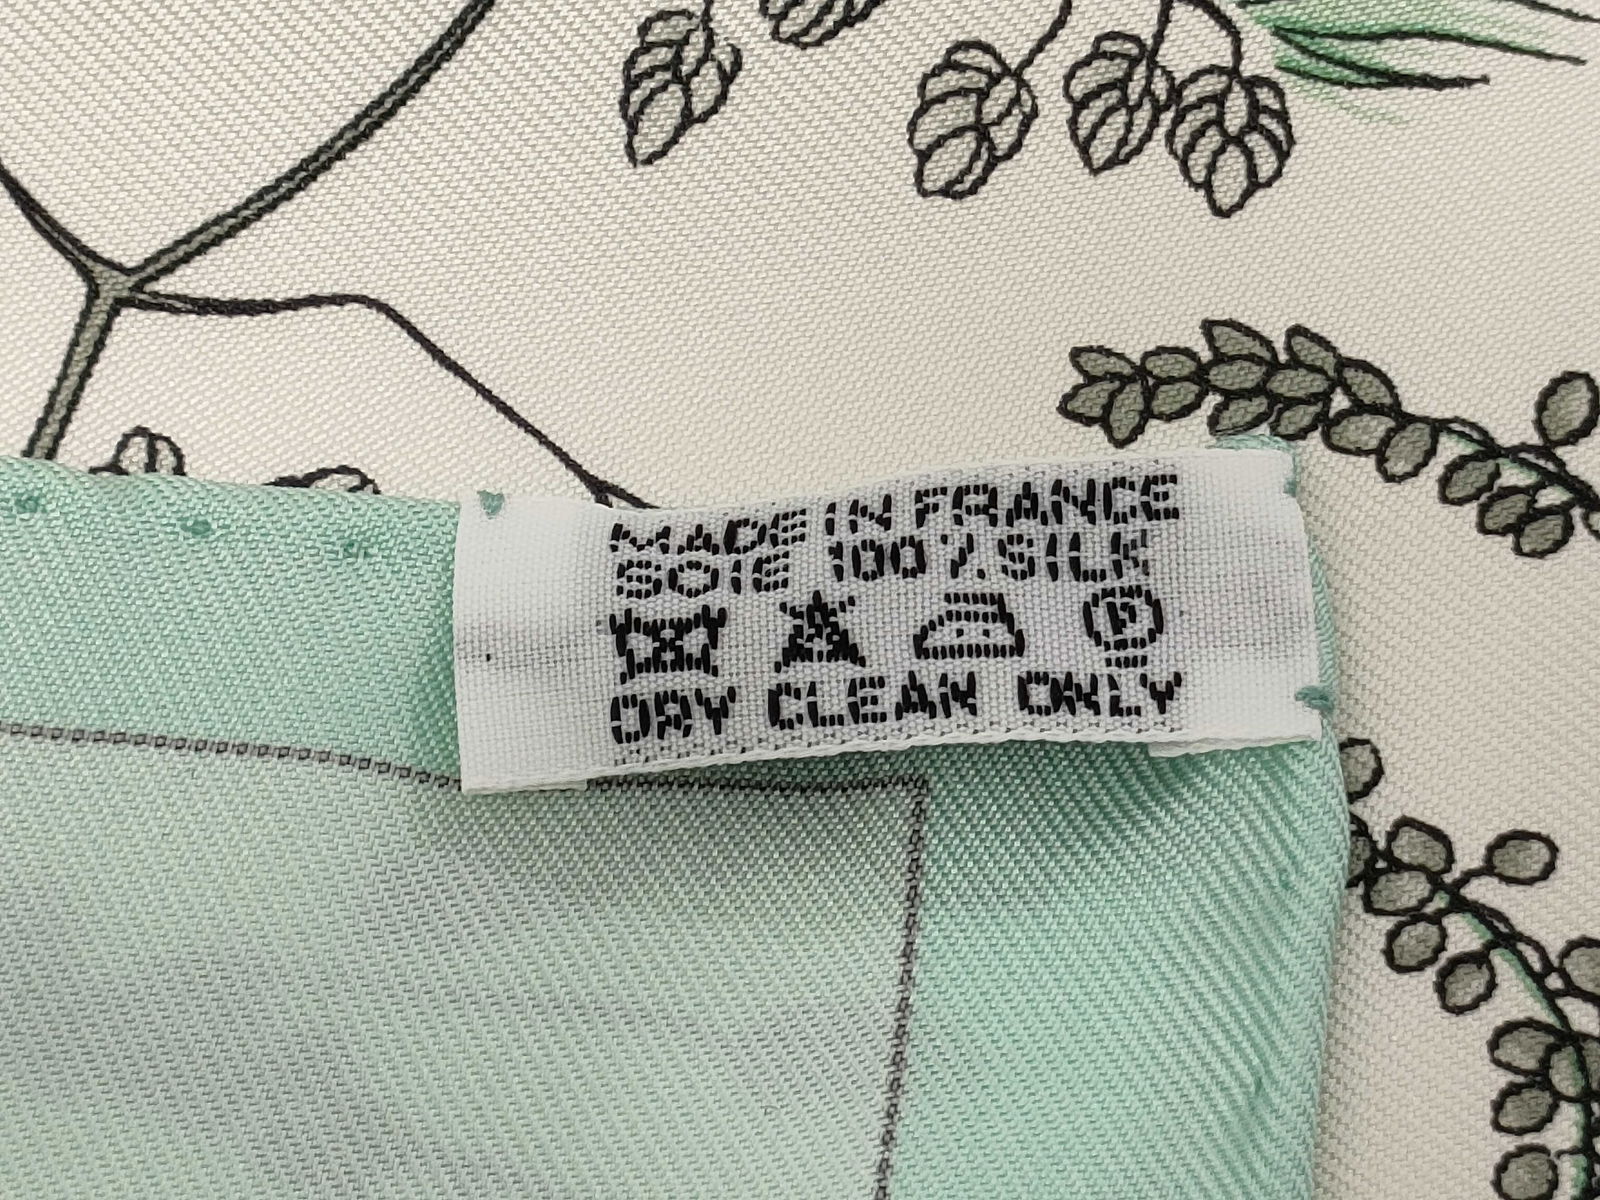 MADE IN FRANCE
SOIE 100% SILK
P
DRY CLEAN ONLY